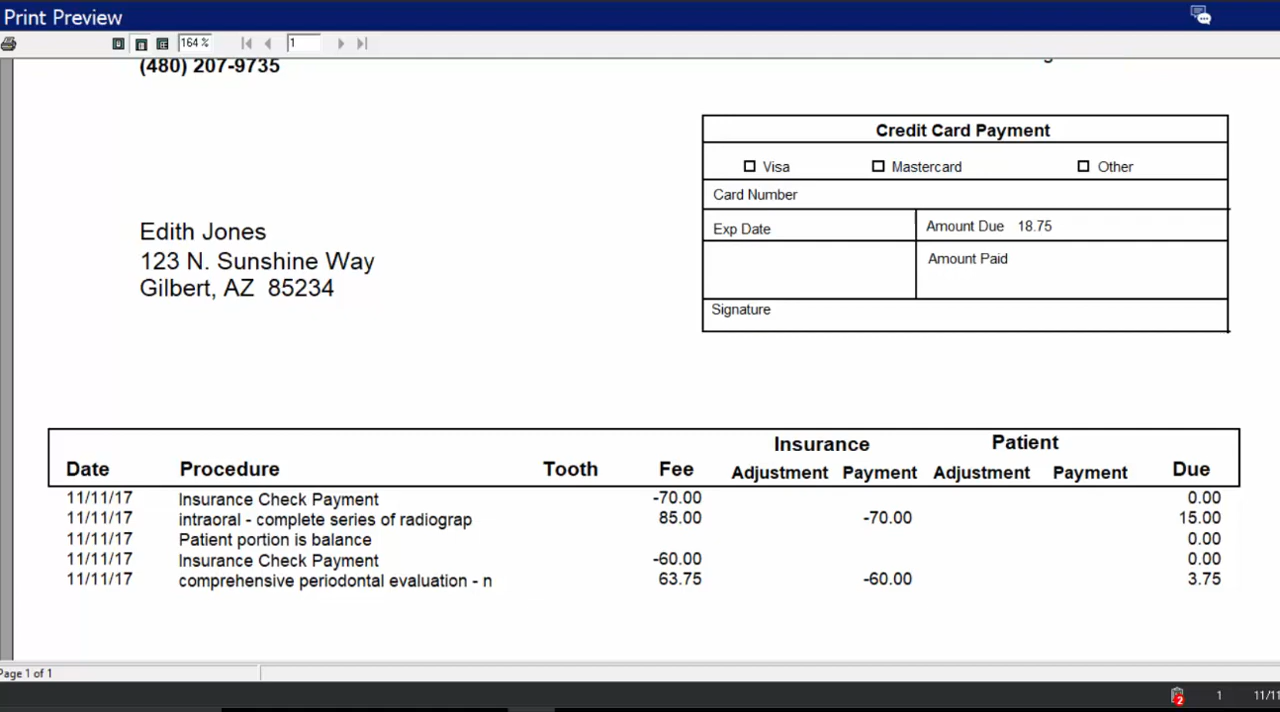 Print Preview
164 %
1
(480) 207-9735
Credit Card Payment
Visa Mastercard Other
Card Number
Exp Date Amount Due 18.75
Amount Paid
Signature
Edith Jones
123 N. Sunshine Way
Gilbert, AZ 85234
Insurance Patient
Date Procedure Tooth Fee Adjustment Payment Adjustment Payment Due
11/11/17 Insurance Check Payment -70.00 0.00
11/11/17 intraoral - complete series of radiograp 85.00 -70.00 15.00
11/11/17 Patient portion is balance 0.00
11/11/17 Insurance Check Payment -60.00 0.00
11/11/17 comprehensive periodontal evaluation - n 63.75 -60.00 3.75
Page 1 of 1
2 1 11/11